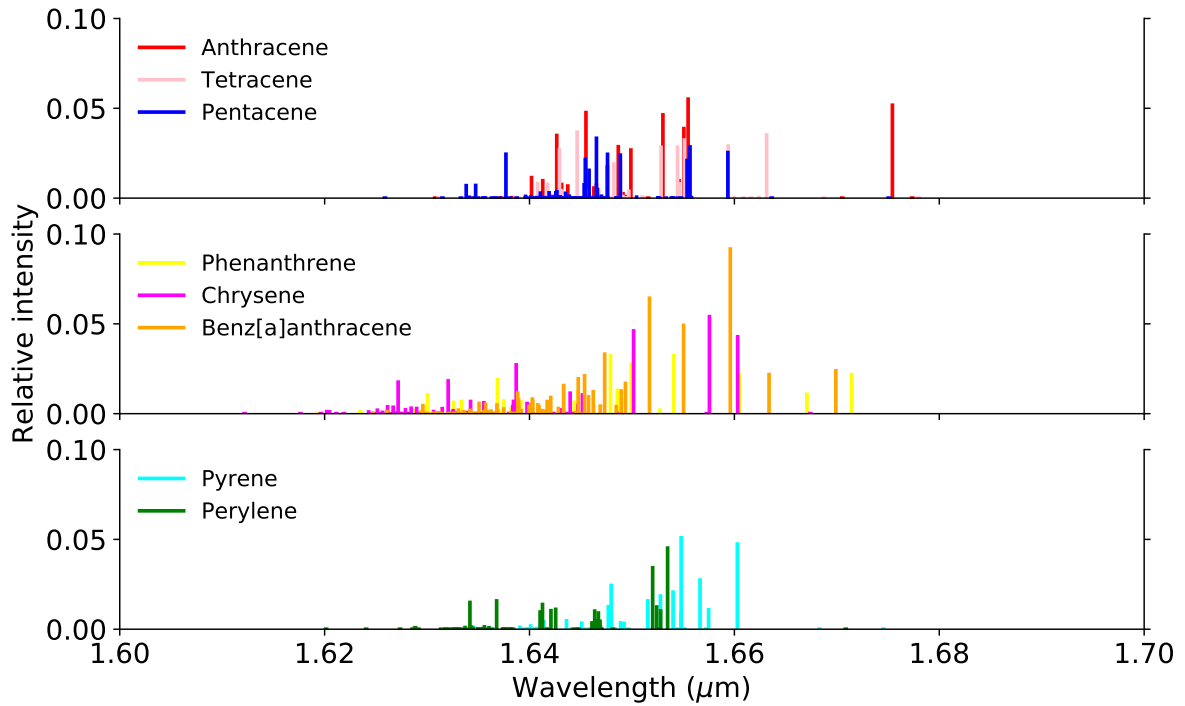 0.10
Anthracene
Tetracene
0.05
Pentacene
0.00
0.10
Phenanthrene
Chrysene
0.05
Benz[a]anthracene
0.00
Relative intensity
0.10
Pyrene
Perylene
0.05
0.00
1.60 1.62 1.64 1.66 1.68 1.70
Wavelength (μm)